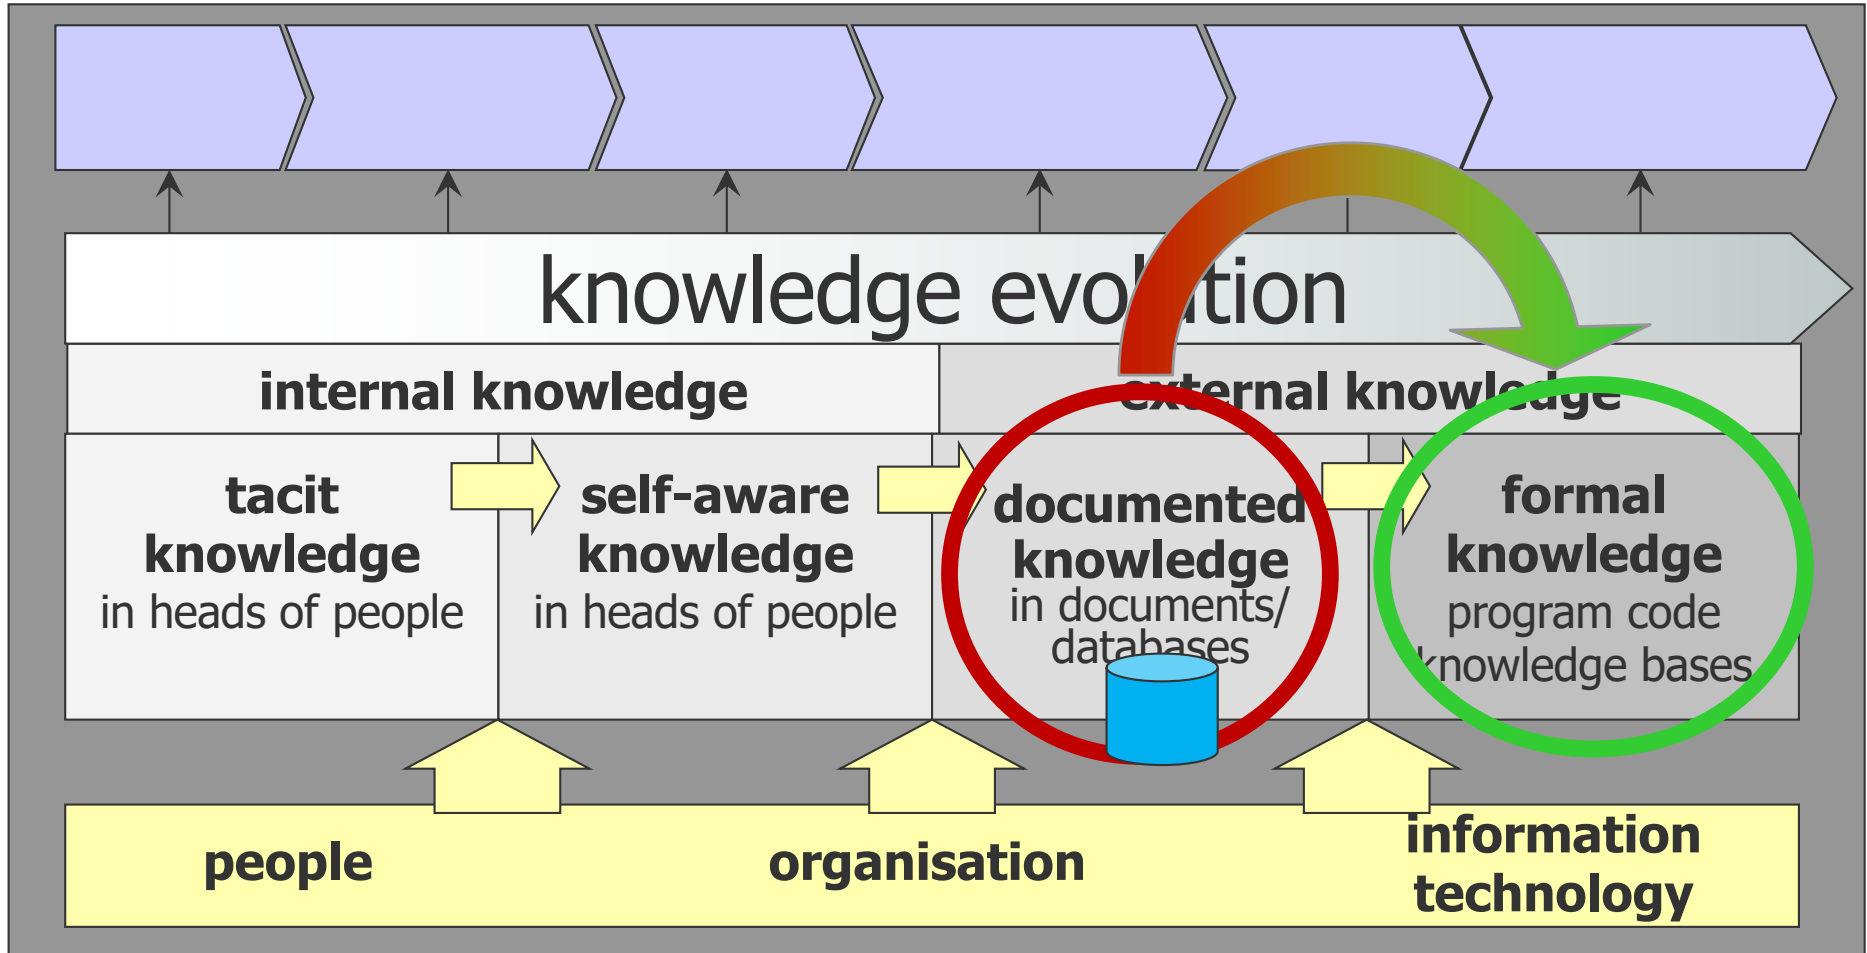 knowledge evolution
internal knowledge
external knowledge
tacit
knowledge
in heads of people
self-aware
knowledge
in heads of people
documented
knowledge
in documents/
databases
formal
knowledge
program code
knowledge bases
people
organisation
information
technology